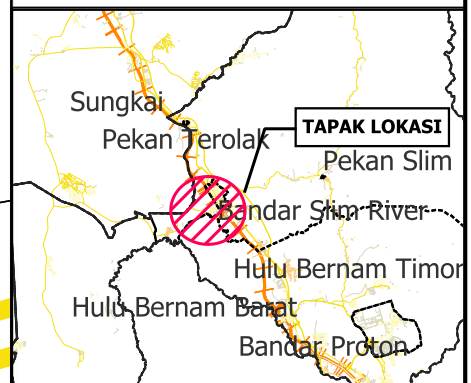 Sungkai
Pekan Terolak
TAPAK LOKASI
Pekan Slim
Bandar Slim River
Hulu Bernam Timor
Hulu Bernam Barat
Bandar Proton